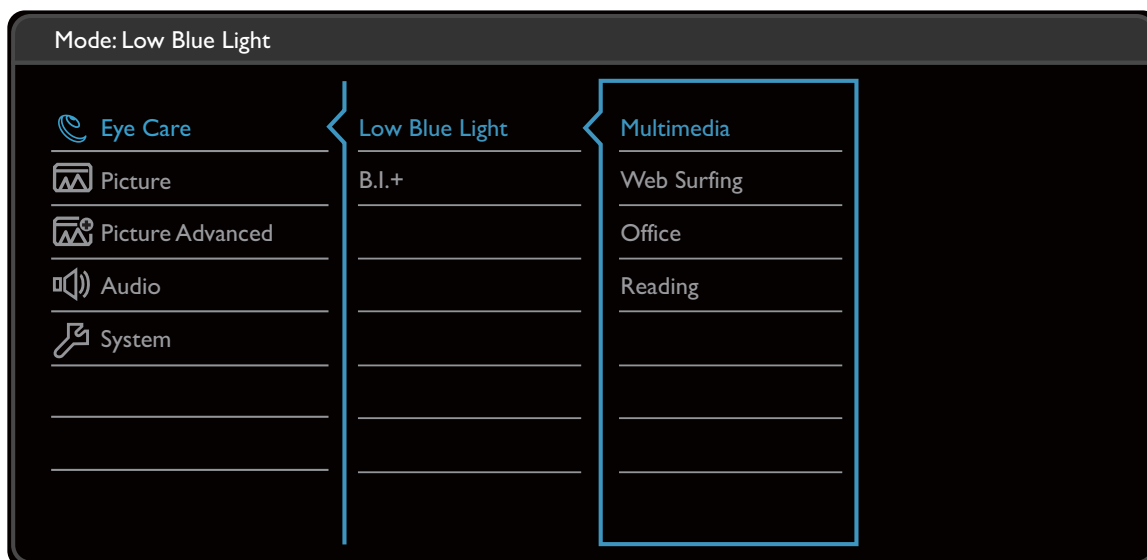 Mode: Low Blue Light
Eye Care
Picture
Picture Advanced
Audio
System
Low Blue Light
B.I.+
Multimedia
Web Surfing
Office
Reading